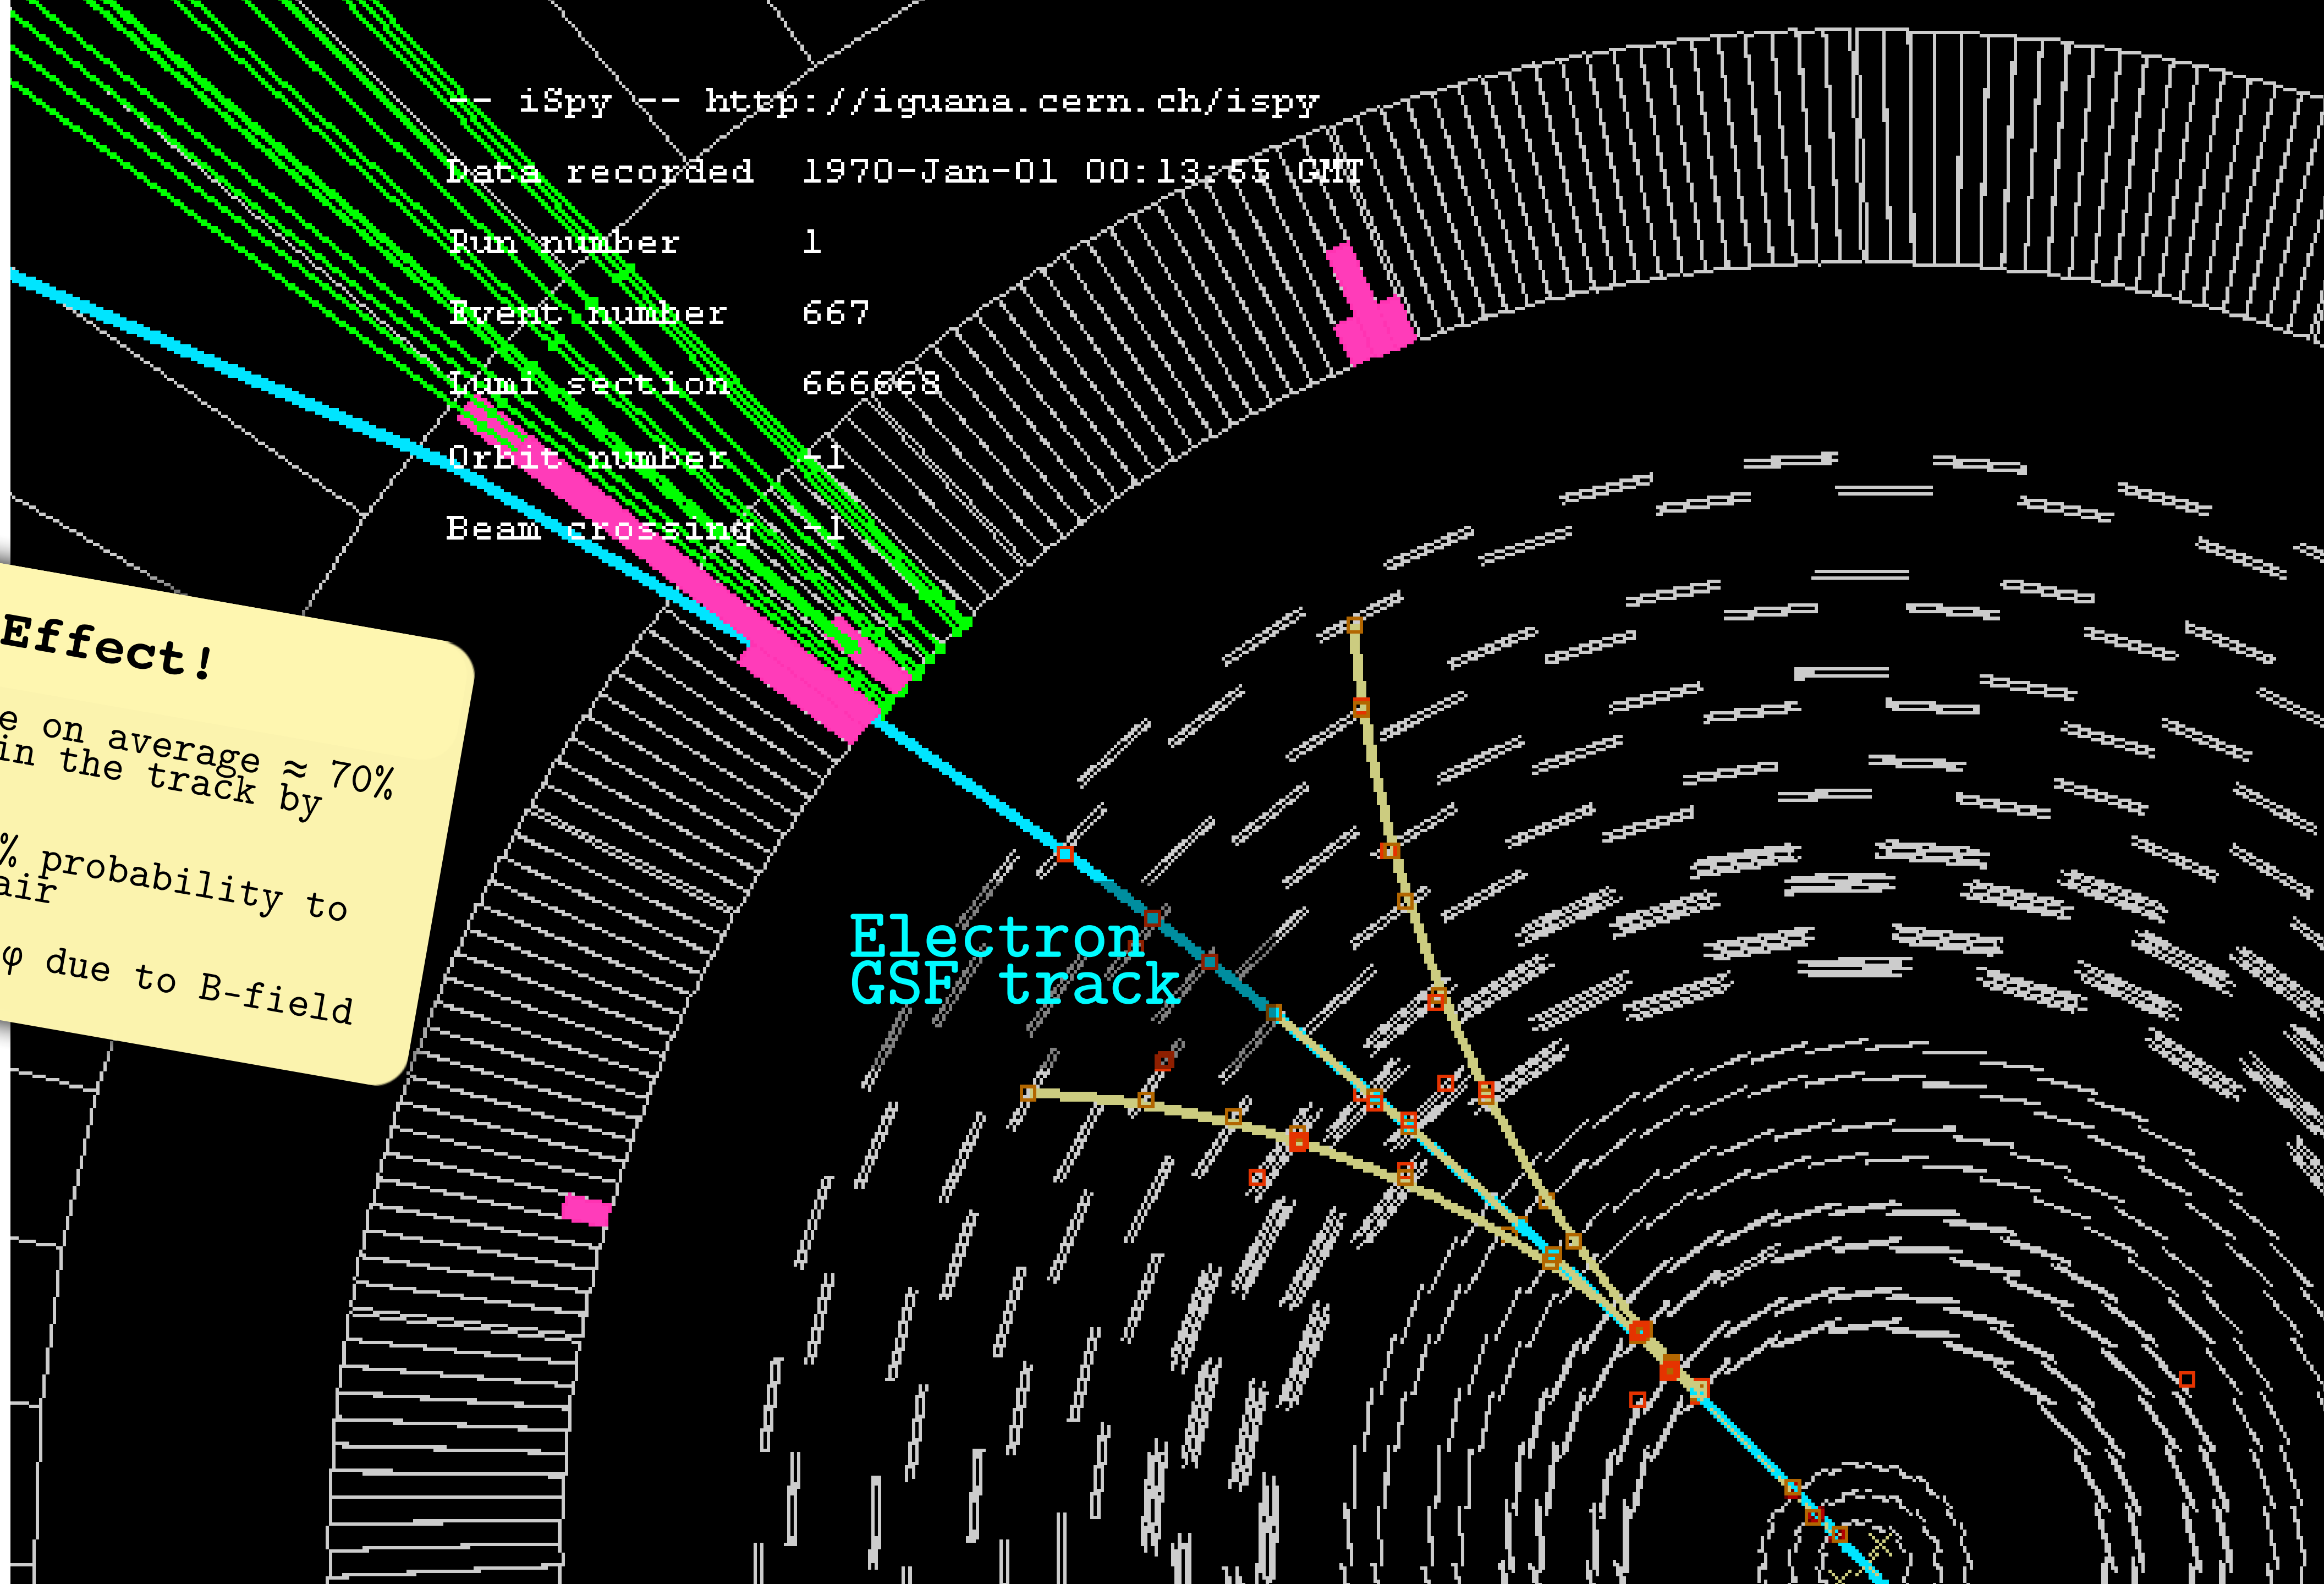 -- iSpy -- http://iguana.cern.ch/ispy
Data recorded 1970-Jan-01 00:13:55 GMT
Run number 1
Event number 667
Lumi section 666668
Orbit number -1
Beam crossing -1
Effect!
e on average ≈ 70%
in the track by
% probability to
air
φ due to B-field
Electron
GSF track